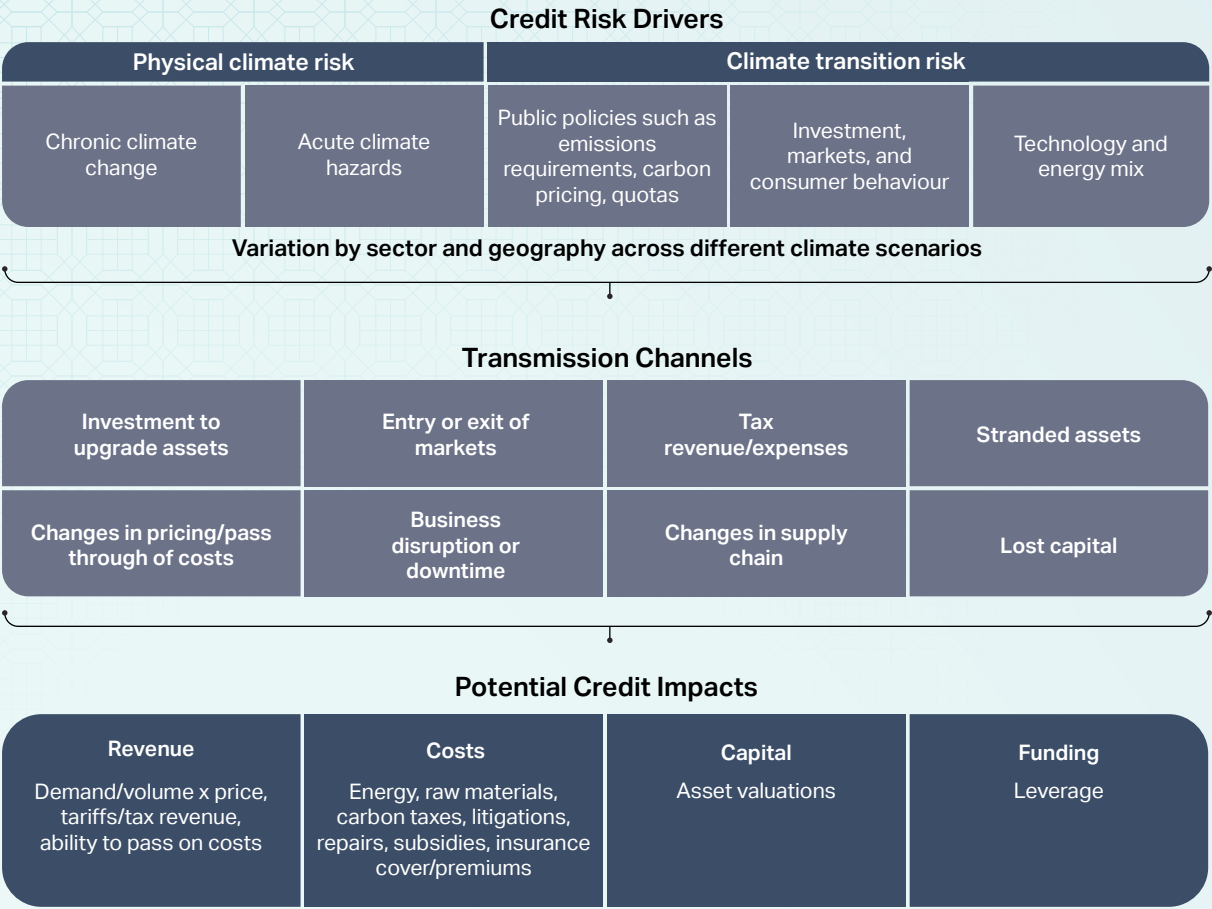 Credit Risk Drivers
Physical climate risk
Climate transition risk
Chronic climate
change
Acute climate
hazards
Public policies such as
emissions
requirements, carbon
pricing, quotas
Investment,
markets, and
consumer behaviour
Technology and
energy mix
Variation by sector and geography across different climate scenarios
Transmission Channels
Investment to
upgrade assets
Entry or exit of
markets
Tax
revenue/expenses
Stranded assets
Changes in pricing/pass
through of costs
Business
disruption or
downtime
Changes in supply
chain
Lost capital
Potential Credit Impacts
Revenue
Demand/volume x price,
tariffs/tax revenue,
ability to pass on costs
Costs
Energy, raw materials,
carbon taxes, litigations,
repairs, subsidies, insurance
cover/premiums
Capital
Asset valuations
Funding
Leverage